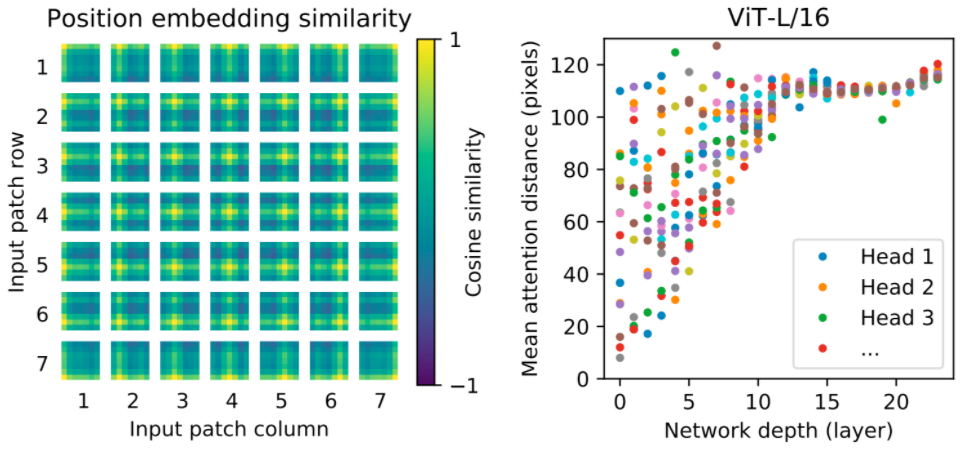 Position embedding similarity
Input patch row
1
2
3
4
5
6
7
1 2 3 4 5 6 7
Input patch column
1
−1
Cosine similarity
ViT-L/16
Mean attention distance (pixels)
120
100
80
60
40
20
0
0 5 10 15 20
Network depth (layer)
Head 1
Head 2
Head 3
...